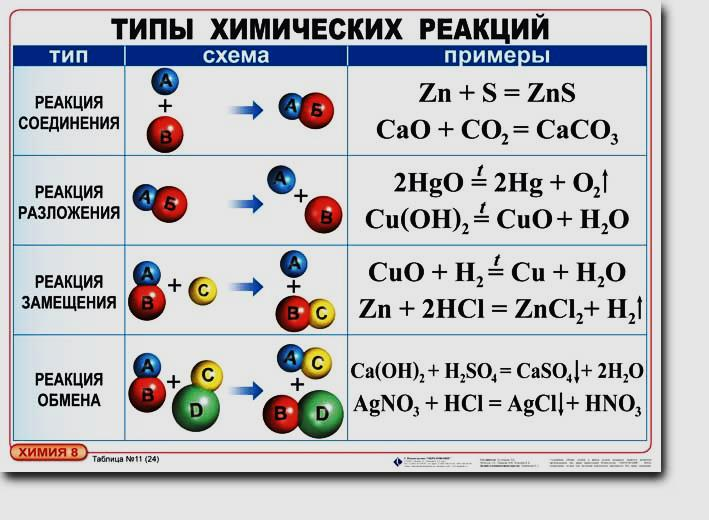 ТИПЫ ХИМИЧЕСКИХ РЕАКЦИЙ
тип схема примеры
РЕАКЦИЯ
СОЕДИНЕНИЯ
А
+
В
А Б
Zn + S = ZnS
CaO + CO₂ = CaCO₃
РЕАКЦИЯ
РАЗЛОЖЕНИЯ
А Б
А
+
В
2HgO =ᵗ 2Hg + O₂↑
Cu(OH)₂ =ᵗ CuO + H₂O
РЕАКЦИЯ
ЗАМЕЩЕНИЯ
А
В + С
А
+
В С
CuO + H₂ =ᵗ Cu + H₂O
Zn + 2HCl = ZnCl₂ + H₂↑
РЕАКЦИЯ
ОБМЕНА
А
В + С
D
А С
+
В D
Ca(OH)₂ + H₂SO₄ = CaSO₄↓ + 2H₂O
AgNO₃ + HCl = AgCl↓ + HNO₃
ХИМИЯ 8
Таблица №11 (24)